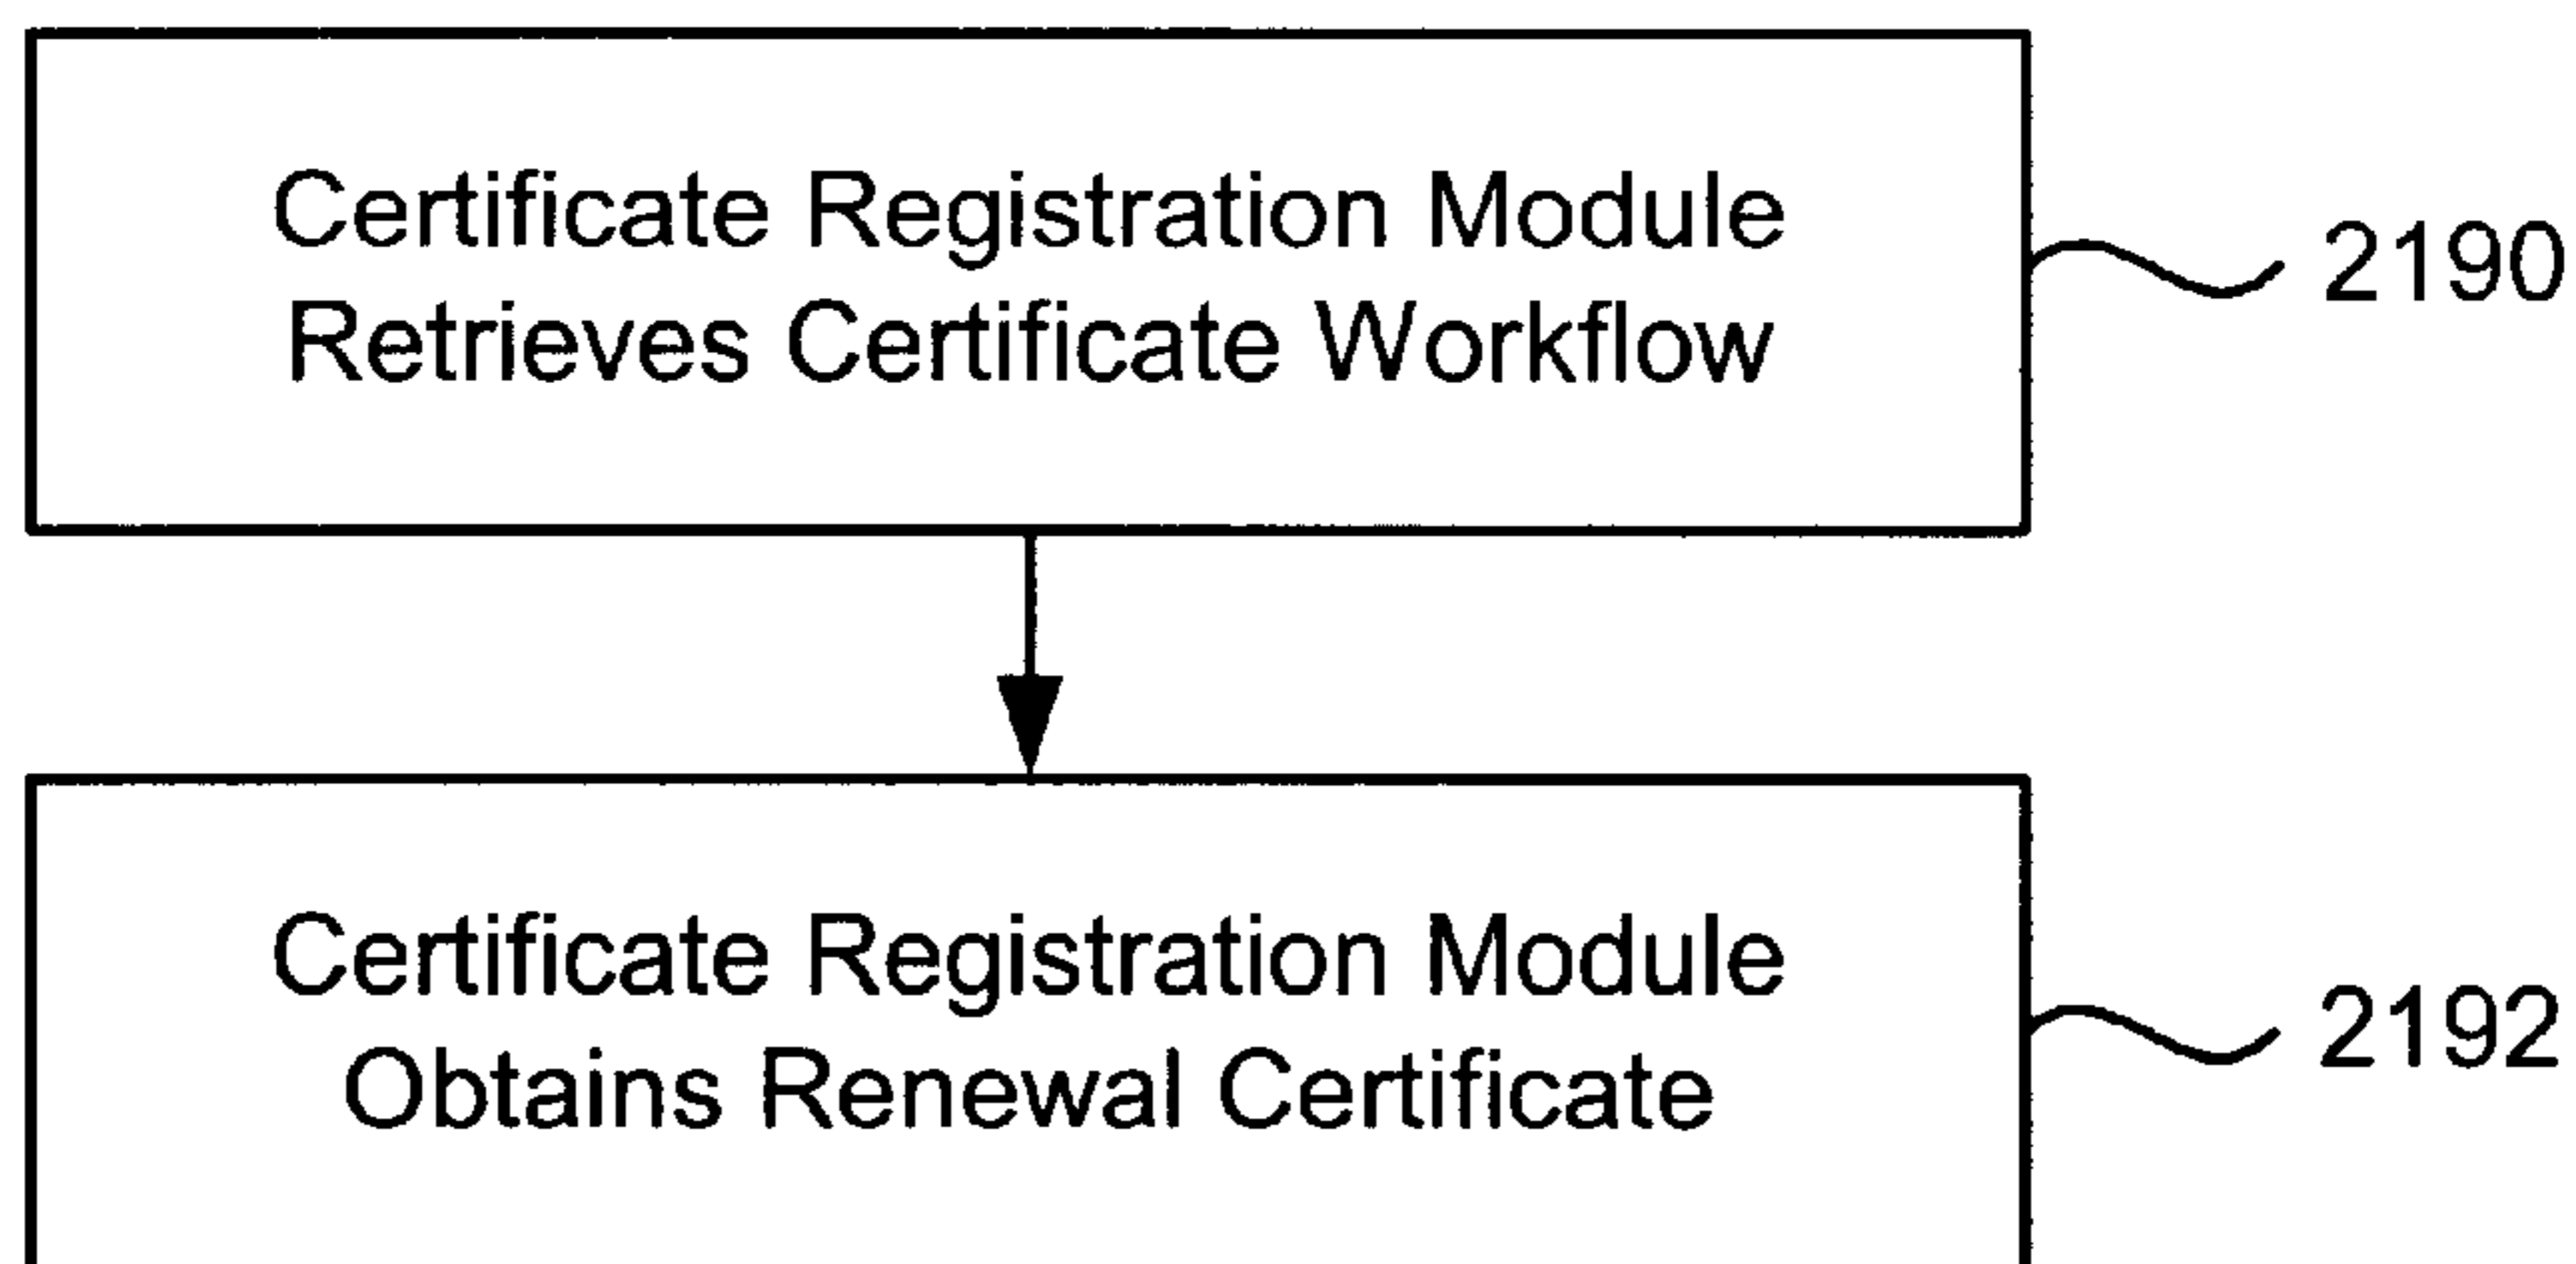 Certificate Registration Module
Retrieves Certificate Workflow
2190
Certificate Registration Module
Obtains Renewal Certificate
2192